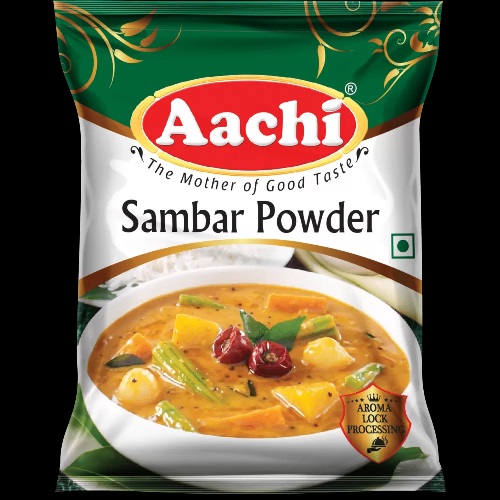 Aachi
®
The Mother of Good Taste
Sambar Powder
AROMA
LOCK
PROCESSING